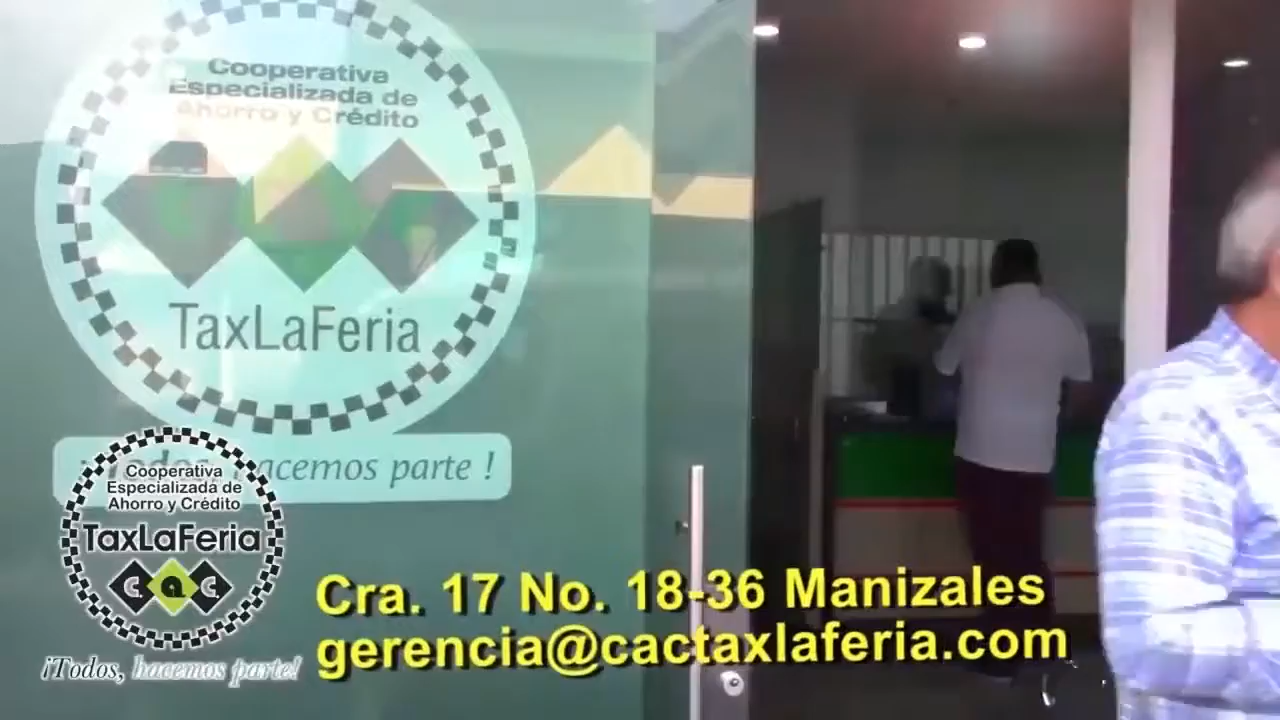 Cooperativa
Especializada de
Ahorro y Crédito
TaxLaFeria
hacemos parte !
Cooperativa
Especializada de
Ahorro y Crédito
TaxLaFeria
CaC
¡Todos, hacemos parte!
Cra. 17 No. 18-36 Manizales
gerencia@cactaxlaferia.com